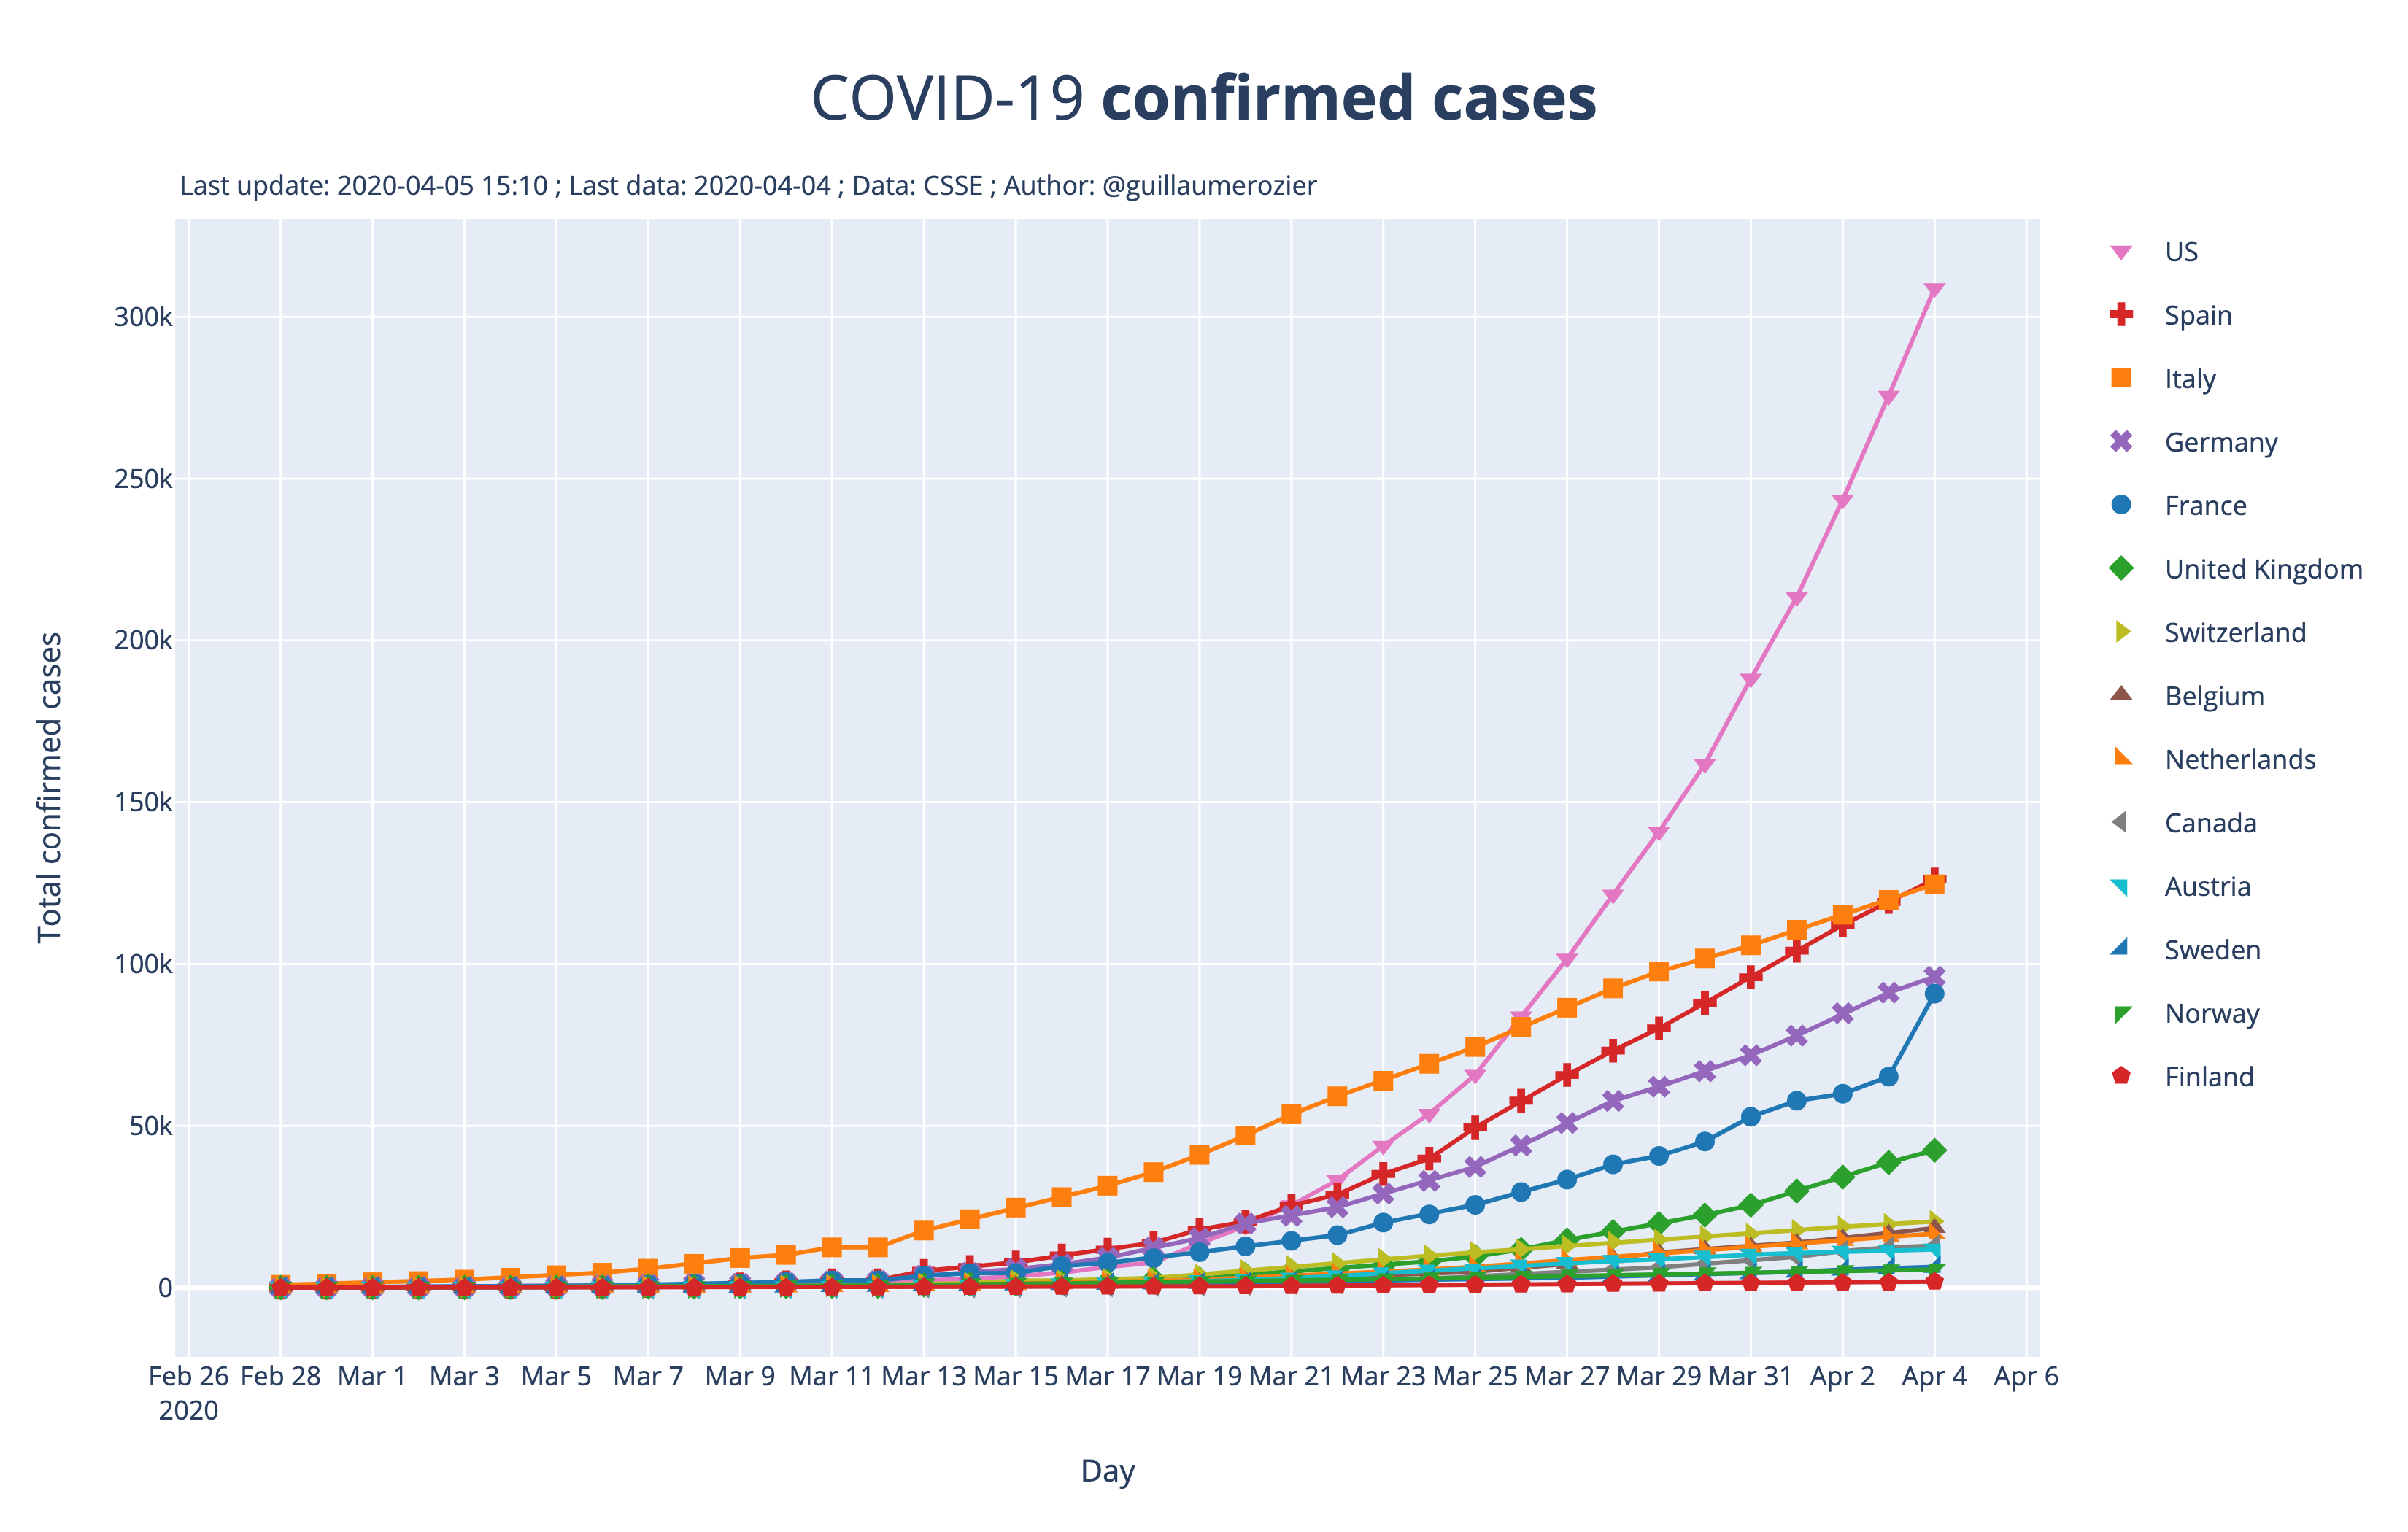 COVID-19 confirmed cases
Last update: 2020-04-05 15:10 ; Last data: 2020-04-04 ; Data: CSSE ; Author: @guillaumerozier
US
Spain
Italy
Germany
France
United Kingdom
Switzerland
Belgium
Netherlands
Canada
Austria
Sweden
Norway
Finland
Total confirmed cases
300k
250k
200k
150k
100k
50k
0
Feb 26 Feb 28 Mar 1 Mar 3 Mar 5 Mar 7 Mar 9 Mar 11 Mar 13 Mar 15 Mar 17 Mar 19 Mar 21 Mar 23 Mar 25 Mar 27 Mar 29 Mar 31 Apr 2 Apr 4 Apr 6
2020
Day